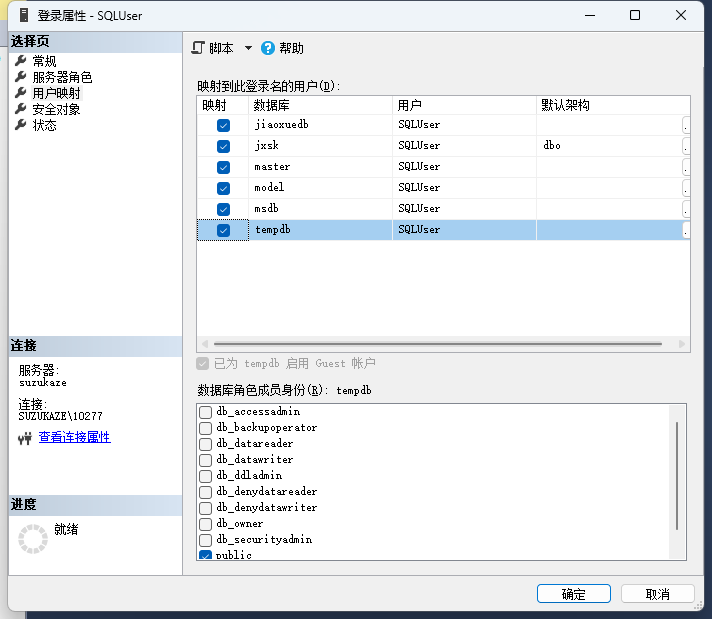 登录属性 - SQLUser
选择页
常规
服务器角色
用户映射
安全对象
状态
脚本 帮助
映射到此登录名的用户(D):
映射 数据库 用户 默认架构
jiaoxuedb SQLUser
jxsk SQLUser dbo
master SQLUser
model SQLUser
msdb SQLUser
tempdb SQLUser
已为 tempdb 启用 Guest 帐户
数据库角色成员身份(R): tempdb
db_accessadmin
db_backupoperator
db_datareader
db_datawriter
db_ddladmin
db_denydatareader
db_denydatawriter
db_owner
db_securityadmin
public
连接
服务器:
suzukaze
连接:
SUZUKAZE\10277
查看连接属性
进度
就绪
确定 取消